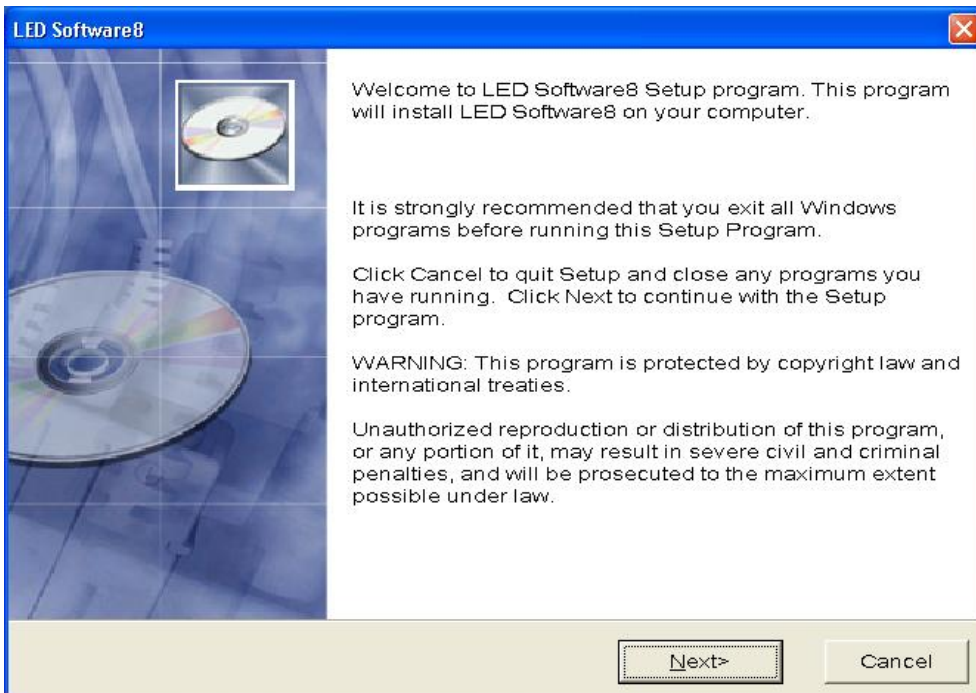 LED Software8
Welcome to LED Software8 Setup program. This program
will install LED Software8 on your computer.
It is strongly recommended that you exit all Windows
programs before running this Setup Program.
Click Cancel to quit Setup and close any programs you
have running.  Click Next to continue with the Setup
program.
WARNING: This program is protected by copyright law and
international treaties.
Unauthorized reproduction or distribution of this program,
or any portion of it, may result in severe civil and criminal
penalties, and will be prosecuted to the maximum extent
possible under law.
Next>
Cancel